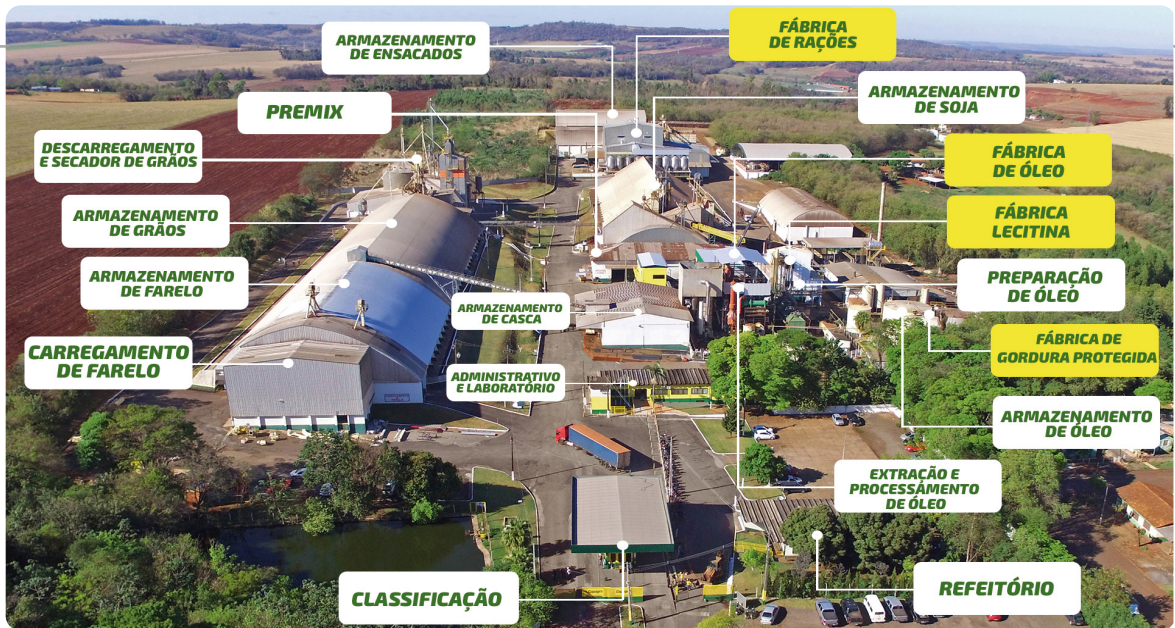 ARMAZENAMENTO
DE ENSACADOS
FÁBRICA
DE RAÇÕES
PREMIX
ARMAZENAMENTO
DE SOJA
DESCARREGAMENTO
E SECADOR DE GRÃOS
FÁBRICA
DE ÓLEO
ARMAZENAMENTO
DE GRÃOS
FÁBRICA
LECITINA
ARMAZENAMENTO
DE FARELO
PREPARAÇÃO
DE ÓLEO
ARMAZENAMENTO
DE CASCA
CARREGAMENTO
DE FARELO
FÁBRICA DE
GORDURA PROTEGIDA
ADMINISTRATIVO
E LABORATÓRIO
ARMAZENAMENTO
DE ÓLEO
EXTRAÇÃO E
PROCESSAMENTO
DE ÓLEO
CLASSIFICAÇÃO
REFEITÓRIO